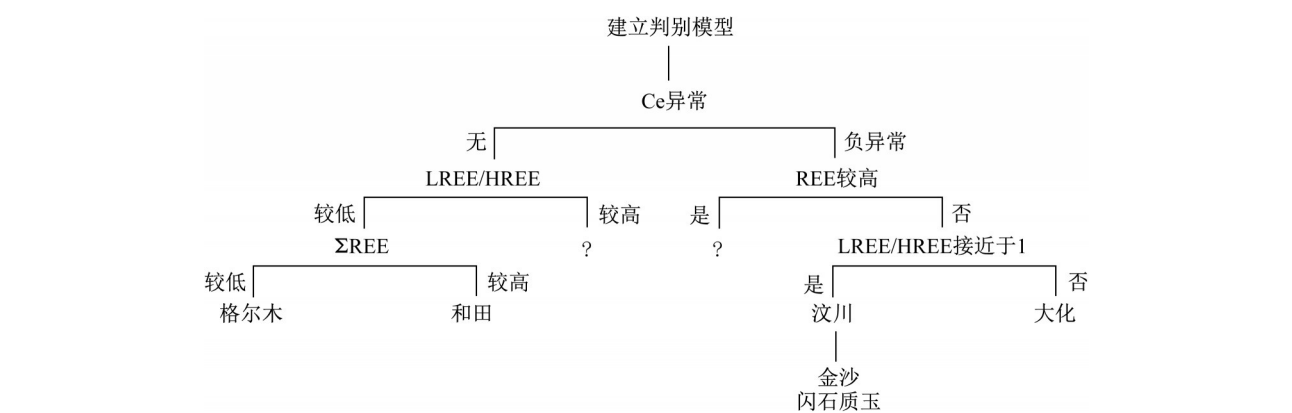 建立判别模型
Ce异常
无
负异常
LREE/HREE
REE较高
较低
较高
是
否
ΣREE
?
?
LREE/HREE接近于1
较低
较高
是
否
格尔木
和田
汶川
大化
金沙
闪石质玉